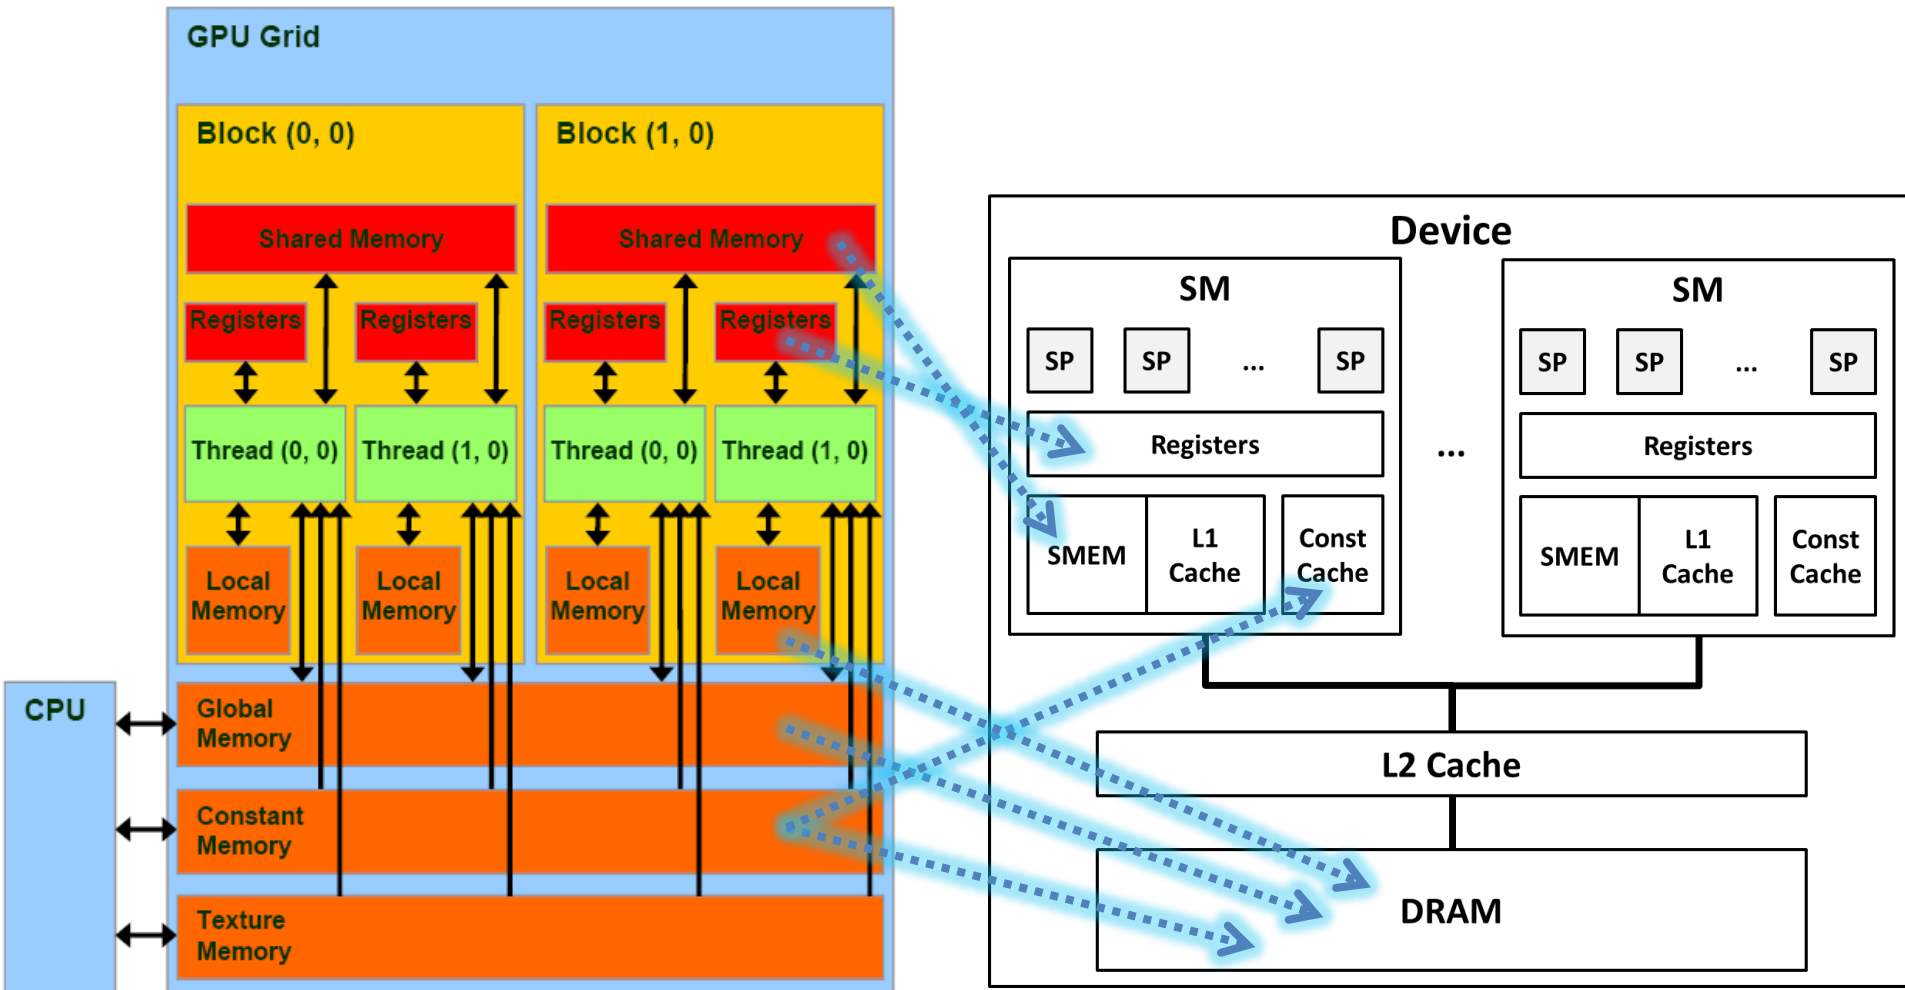 GPU Grid
Block (0, 0)
Block (1, 0)
Shared Memory
Shared Memory
Registers
Registers
Registers
Registers
Thread (0, 0)
Thread (1, 0)
Thread (0, 0)
Thread (1, 0)
Local
Memory
Local
Memory
Local
Memory
Local
Memory
CPU
Global
Memory
Constant
Memory
Texture
Memory
Device
SM
SP
SP
...
SP
Registers
SMEM
L1
Cache
Const
Cache
...
SM
SP
SP
...
SP
Registers
SMEM
L1
Cache
Const
Cache
L2 Cache
DRAM